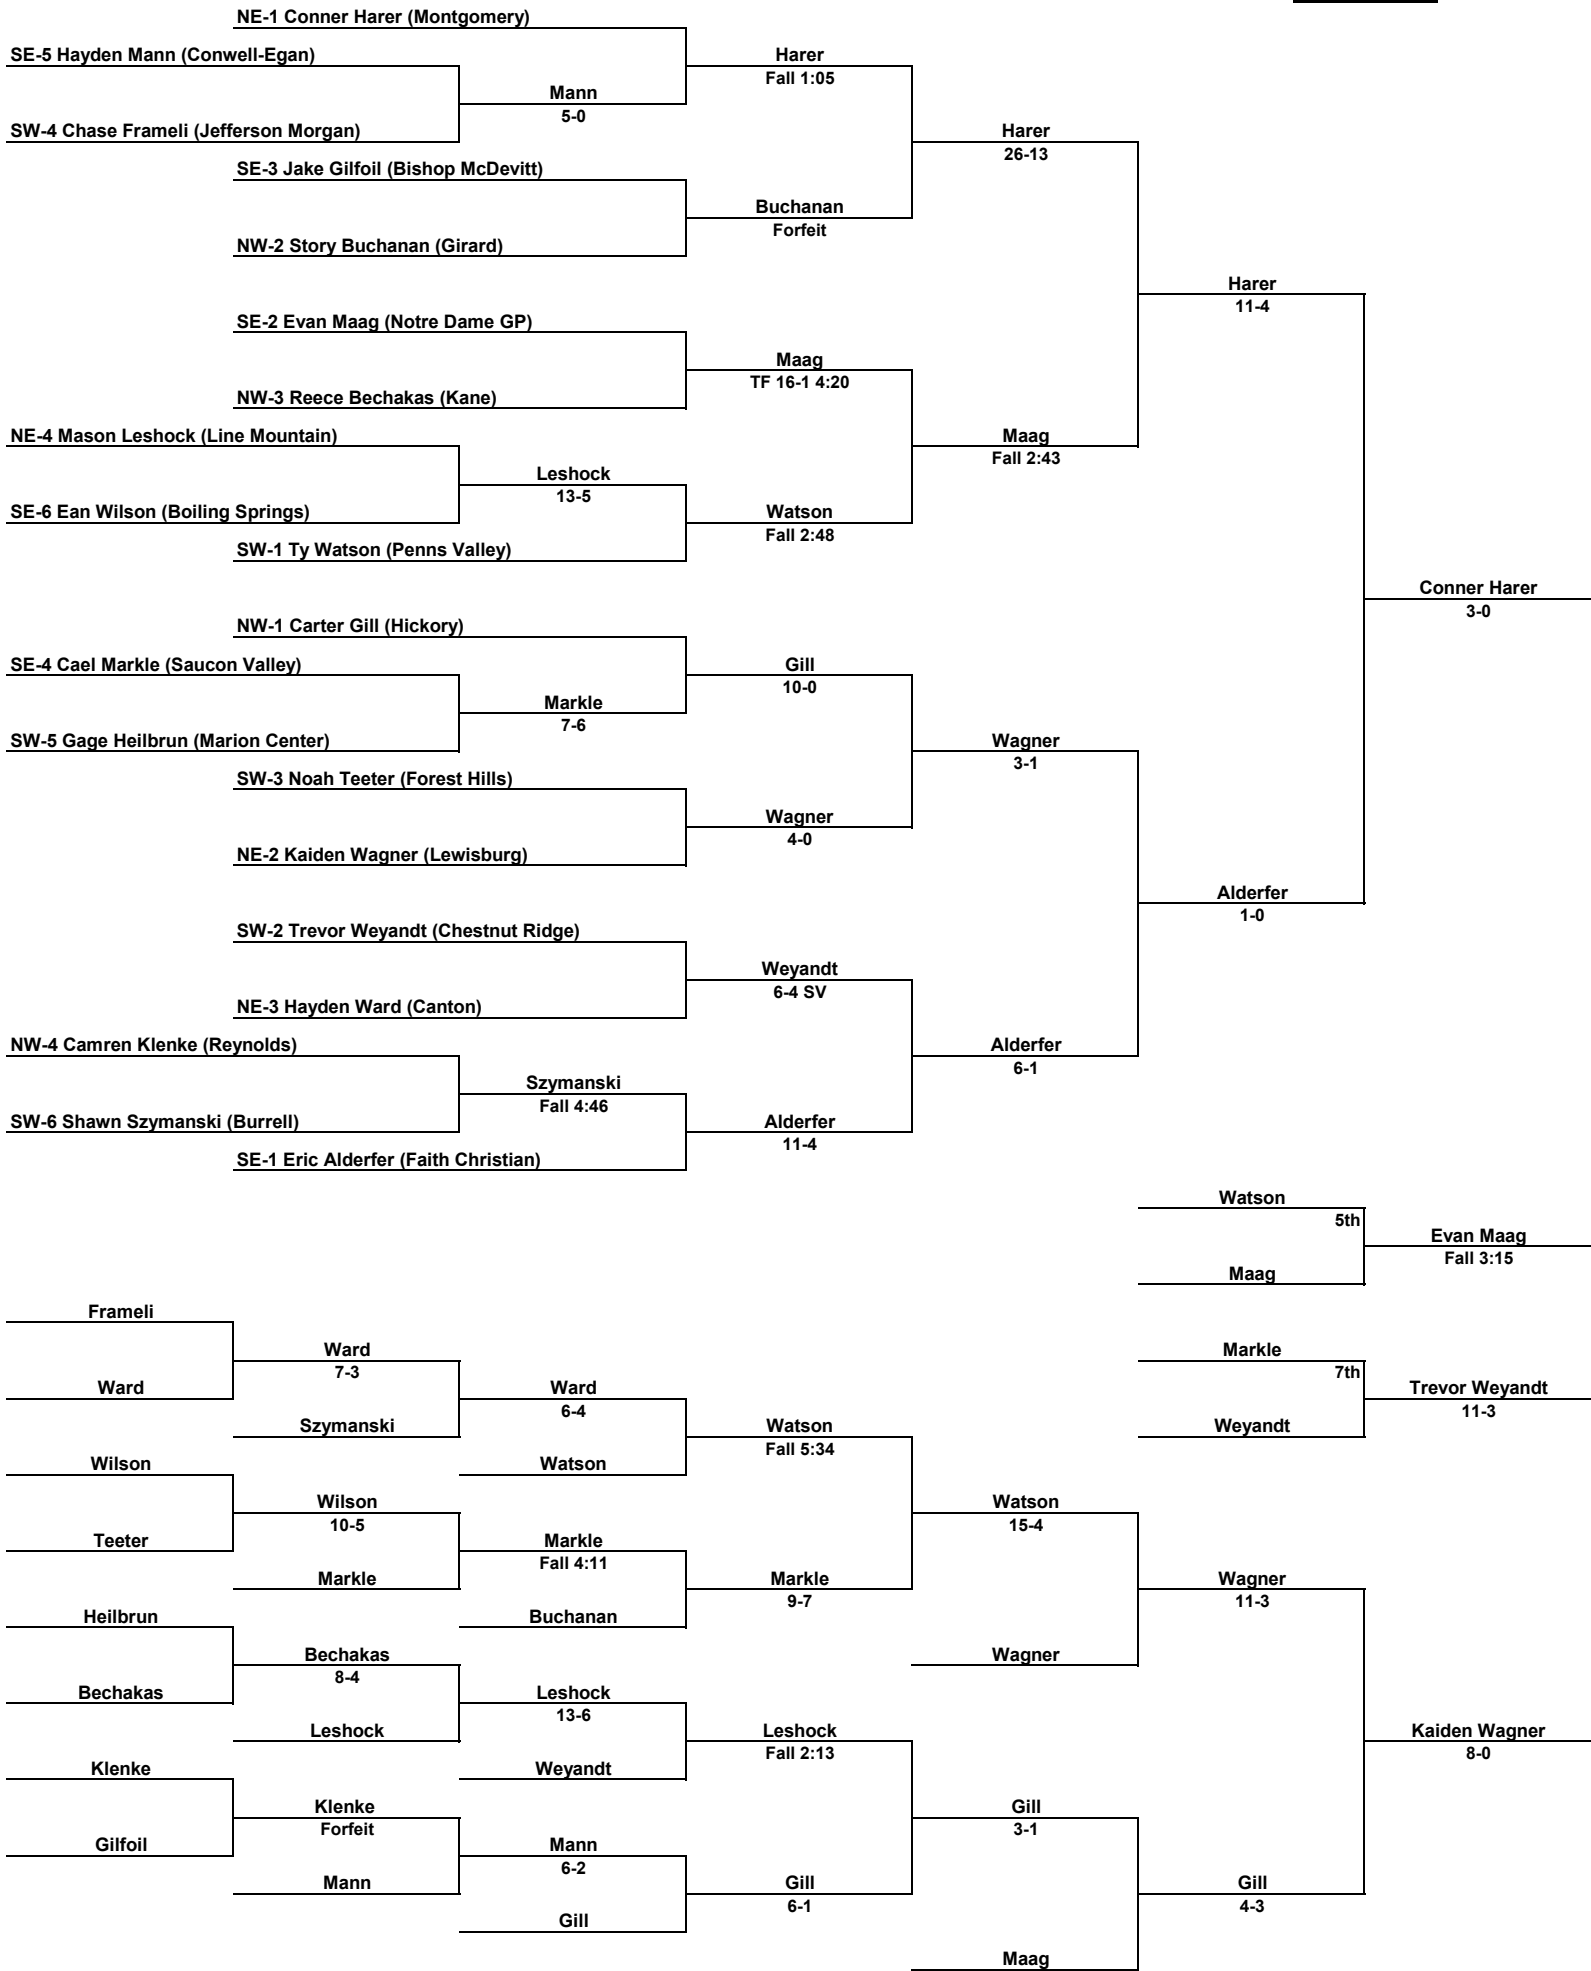 NE-1 Conner Harer (Montgomery)
SE-5 Hayden Mann (Conwell-Egan)
Harer
Fall 1:05
Mann
5-0
SW-4 Chase Frameli (Jefferson Morgan)
Harer
26-13
SE-3 Jake Gilfoil (Bishop McDevitt)
Buchanan
Forfeit
NW-2 Story Buchanan (Girard)
Harer
11-4
SE-2 Evan Maag (Notre Dame GP)
Maag
TF 16-1 4:20
NW-3 Reece Bechakas (Kane)
NE-4 Mason Leshock (Line Mountain)
Maag
Fall 2:43
Leshock
13-5
SE-6 Ean Wilson (Boiling Springs)
Watson
Fall 2:48
SW-1 Ty Watson (Penns Valley)
Conner Harer
3-0
NW-1 Carter Gill (Hickory)
SE-4 Cael Markle (Saucon Valley)
Gill
10-0
Markle
7-6
SW-5 Gage Heilbrun (Marion Center)
Wagner
3-1
SW-3 Noah Teeter (Forest Hills)
Wagner
4-0
NE-2 Kaiden Wagner (Lewisburg)
Alderfer
1-0
SW-2 Trevor Weyandt (Chestnut Ridge)
Weyandt
6-4 SV
NE-3 Hayden Ward (Canton)
NW-4 Camren Klenke (Reynolds)
Alderfer
6-1
Szymanski
Fall 4:46
SW-6 Shawn Szymanski (Burrell)
Alderfer
11-4
SE-1 Eric Alderfer (Faith Christian)
Watson
5th
Evan Maag
Fall 3:15
Maag
Frameli
Ward
7-3
Markle
7th
Ward
Ward
6-4
Trevor Weyandt
11-3
Szymanski
Watson
Fall 5:34
Weyandt
Wilson
Watson
Wilson
10-5
Watson
15-4
Teeter
Markle
Fall 4:11
Markle
Markle
9-7
Wagner
11-3
Heilbrun
Buchanan
Bechakas
8-4
Wagner
Bechakas
Leshock
13-6
Leshock
Leshock
Fall 2:13
Kaiden Wagner
8-0
Klenke
Weyandt
Klenke
Forfeit
Gill
3-1
Gilfoil
Mann
6-2
Mann
Gill
6-1
Gill
4-3
Gill
Maag